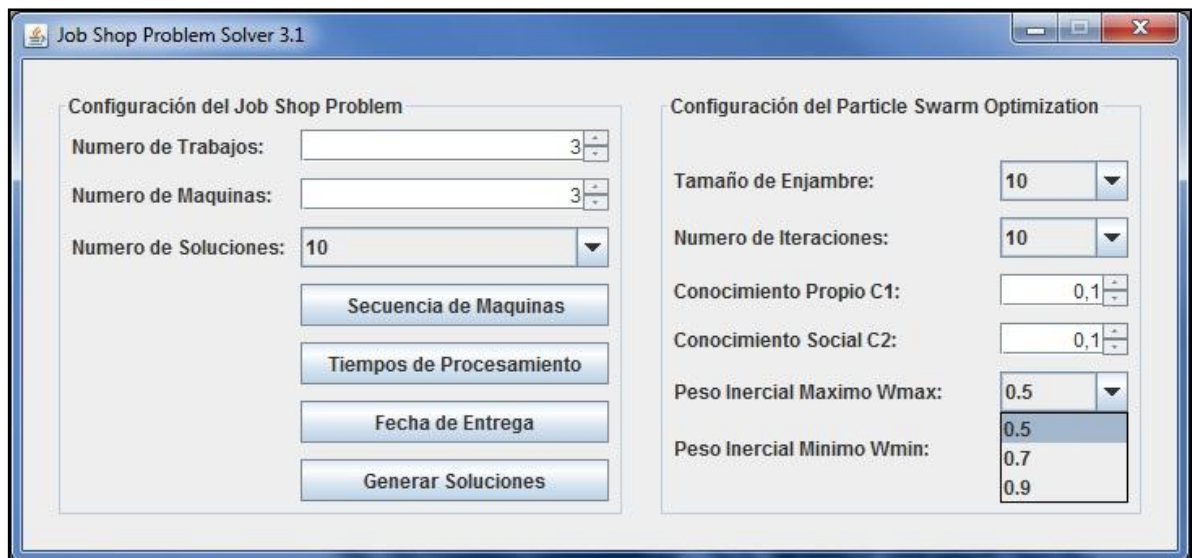 Job Shop Problem Solver 3.1
Configuración del Job Shop Problem
Numero de Trabajos: 3
Numero de Maquinas: 3
Numero de Soluciones: 10
Secuencia de Maquinas
Tiempos de Procesamiento
Fecha de Entrega
Generar Soluciones
Configuración del Particle Swarm Optimization
Tamaño de Enjambre: 10
Numero de Iteraciones: 10
Conocimiento Propio C1: 0,1
Conocimiento Social C2: 0,1
Peso Inercial Maximo Wmax: 0.5
0.5
Peso Inercial Minimo Wmin:
0.7
0.9